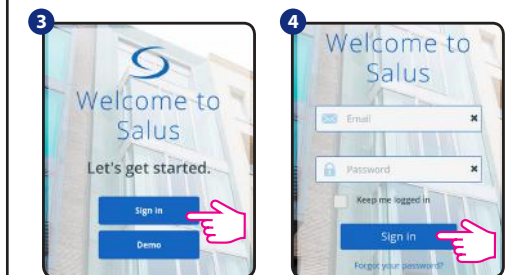 3
Welcome to
Salus
Let's get started.
Sign in
Demo
4
Welcome to
Salus
Email
Password
Keep me logged in
Sign in
Forgot your password?